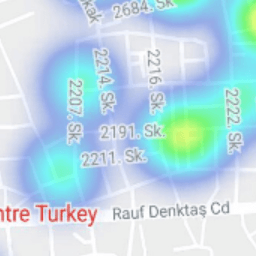 kak
2684. Sk
2214. Sk.
2216. Sk.
2207. Sk.
2222. Sk.
2191. Sk.
2211. Sk.
ntre Turkey
Rauf Denktaş Cd